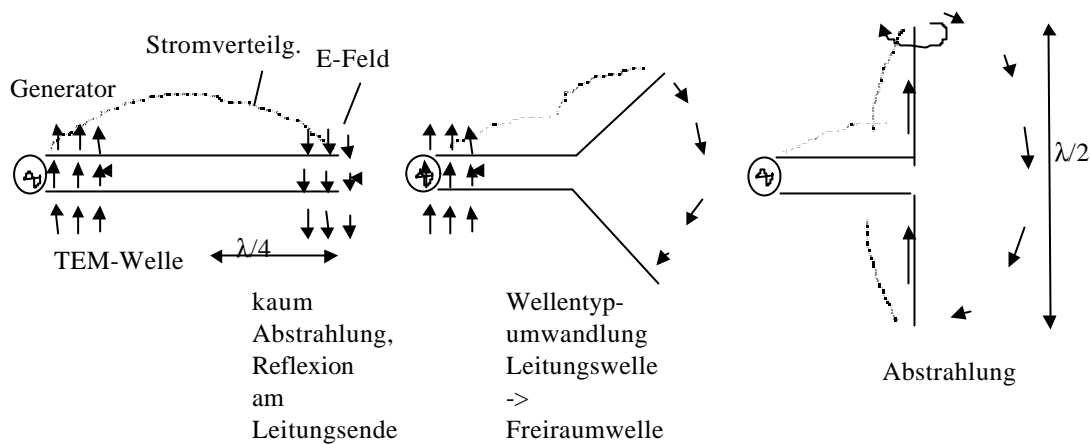 Stromverteilg.
E-Feld
Generator
TEM-Welle
λ/4
kaum
Abstrahlung,
Reflexion
am
Leitungsende
Wellentyp-
umwandlung
Leitungswelle
->
Freiraumwelle
λ/2
Abstrahlung